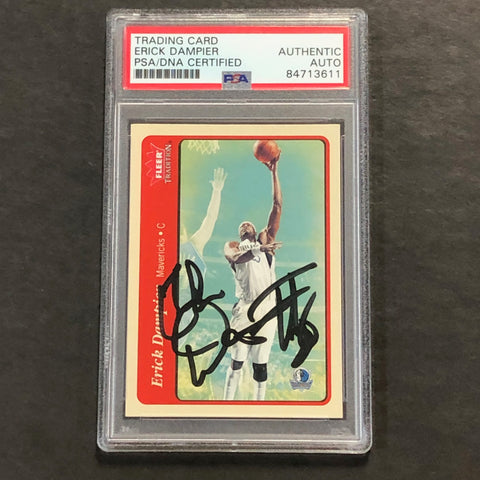 TRADING CARD
ERICK DAMPIER
PSA/DNA CERTIFIED
AUTHENTIC
AUTO
84713611
PSA
FLEER
TRADITION
Erick Dampier Mavericks • C